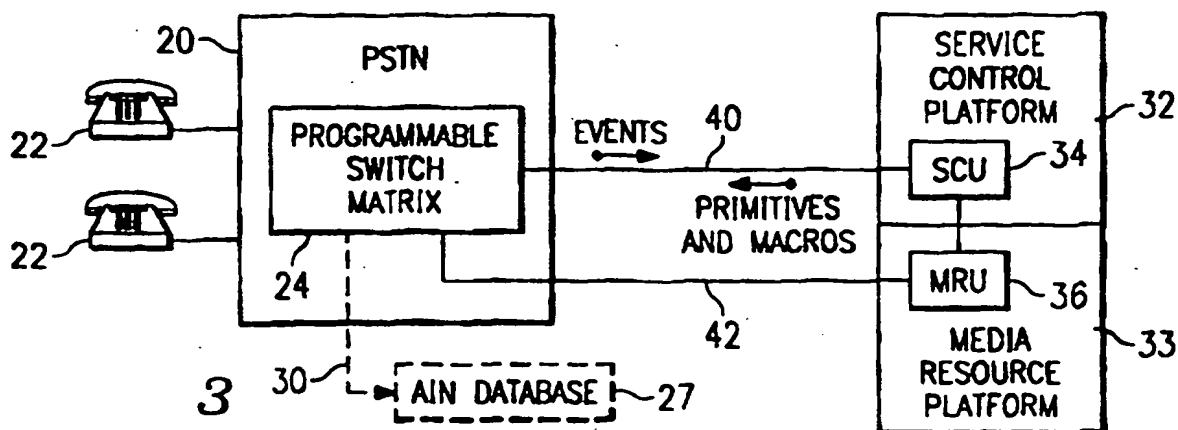 20
PSTN
22
22
PROGRAMMABLE
SWITCH
MATRIX
24
EVENTS
40
PRIMITIVES
AND MACROS
42
SERVICE
CONTROL
PLATFORM
32
SCU
34
MRU
36
MEDIA
RESOURCE
PLATFORM
33
30
AIN DATABASE
27
3